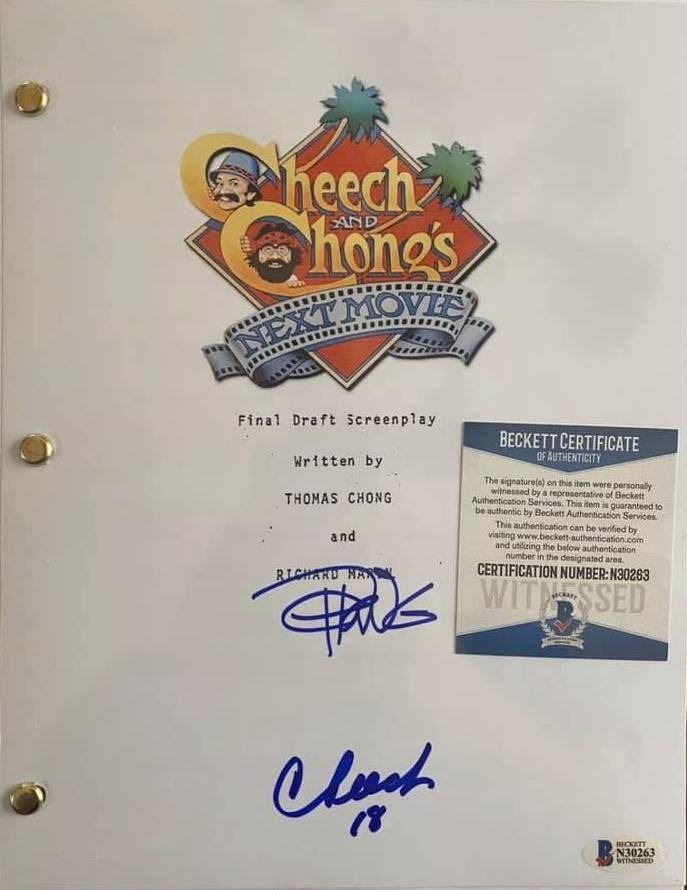 Cheech
AND
Chong's
NEXT MOVIE
Final Draft Screenplay
Written by
THOMAS CHONG
and
RICHARD MARIN
Chong
Cheech
18
BECKETT CERTIFICATE
OF AUTHENTICITY
The signature(s) on this item were personally
witnessed by a representative of Beckett
Authentication Services. This item is guaranteed to
be authentic by Beckett Authentication Services.
This authentication can be verified by
visiting www.beckett-authentication.com
and utilizing the below authentication
number in the designated area.
CERTIFICATION NUMBER:N30263
WITNESSED
BECKETT
B
BECKETT
N30263
WITNESSED